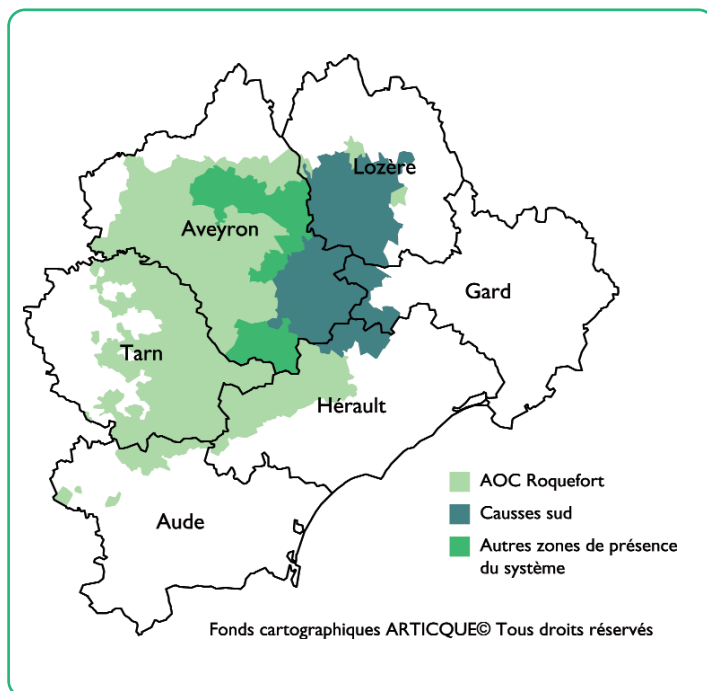 Lozère
Aveyron
Gard
Tarn
Hérault
AOC Roquefort
Causses sud
Aude
Autres zones de présence
du système
Fonds cartographiques ARTICQUE© Tous droits réservés